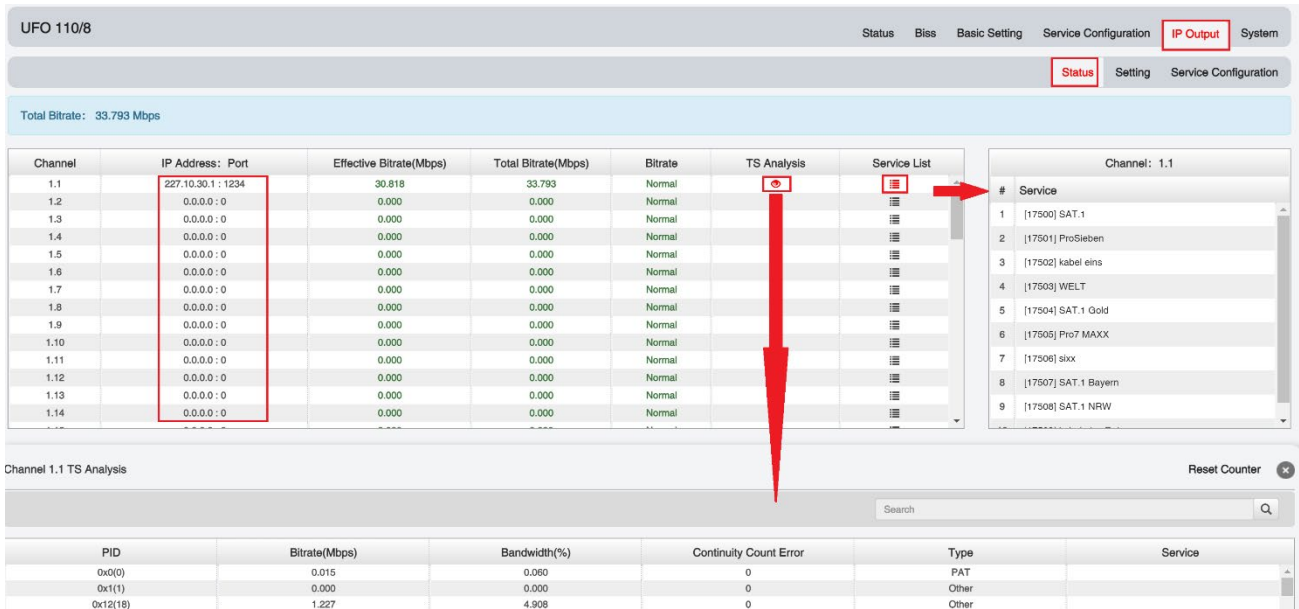 UFO 110/8
Status Biss Basic Setting Service Configuration IP Output System
Status Setting Service Configuration
Total Bitrate: 33.793 Mbps
Channel IP Address: Port Effective Bitrate(Mbps) Total Bitrate(Mbps) Bitrate TS Analysis Service List
1.1 227.10.30.1 : 1234 30.818 33.793 Normal
1.2 0.0.0.0 : 0 0.000 0.000 Normal
1.3 0.0.0.0 : 0 0.000 0.000 Normal
1.4 0.0.0.0 : 0 0.000 0.000 Normal
1.5 0.0.0.0 : 0 0.000 0.000 Normal
1.6 0.0.0.0 : 0 0.000 0.000 Normal
1.7 0.0.0.0 : 0 0.000 0.000 Normal
1.8 0.0.0.0 : 0 0.000 0.000 Normal
1.9 0.0.0.0 : 0 0.000 0.000 Normal
1.10 0.0.0.0 : 0 0.000 0.000 Normal
1.11 0.0.0.0 : 0 0.000 0.000 Normal
1.12 0.0.0.0 : 0 0.000 0.000 Normal
1.13 0.0.0.0 : 0 0.000 0.000 Normal
1.14 0.0.0.0 : 0 0.000 0.000 Normal
Channel: 1.1
# Service
1 [17500] SAT.1
2 [17501] ProSieben
3 [17502] kabel eins
4 [17503] WELT
5 [17504] SAT.1 Gold
6 [17505] Pro7 MAXX
7 [17506] sixx
8 [17507] SAT.1 Bayern
9 [17508] SAT.1 NRW
Channel 1.1 TS Analysis
Reset Counter
Search
PID Bitrate(Mbps) Bandwidth(%) Continuity Count Error Type Service
0x0(0) 0.015 0.060 0 PAT
0x1(1) 0.000 0.000 0 Other
0x12(18) 1.227 4.908 0 Other